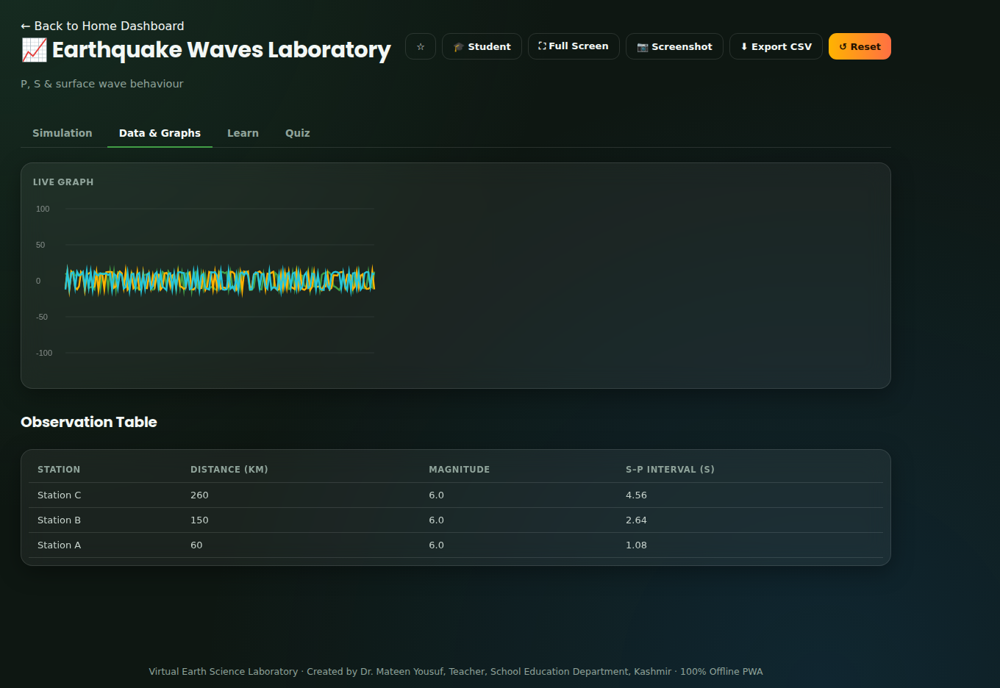 ← Back to Home Dashboard
📈 Earthquake Waves Laboratory
☆
🎓 Student
⛶ Full Screen
📷 Screenshot
⬇ Export CSV
↺ Reset
P, S & surface wave behaviour
Simulation
Data & Graphs
Learn
Quiz
LIVE GRAPH
100
50
0
-50
-100
Observation Table
STATION DISTANCE (KM) MAGNITUDE S–P INTERVAL (S)
Station C 260 6.0 4.56
Station B 150 6.0 2.64
Station A 60 6.0 1.08
Virtual Earth Science Laboratory · Created by Dr. Mateen Yousuf, Teacher, School Education Department, Kashmir · 100% Offline PWA